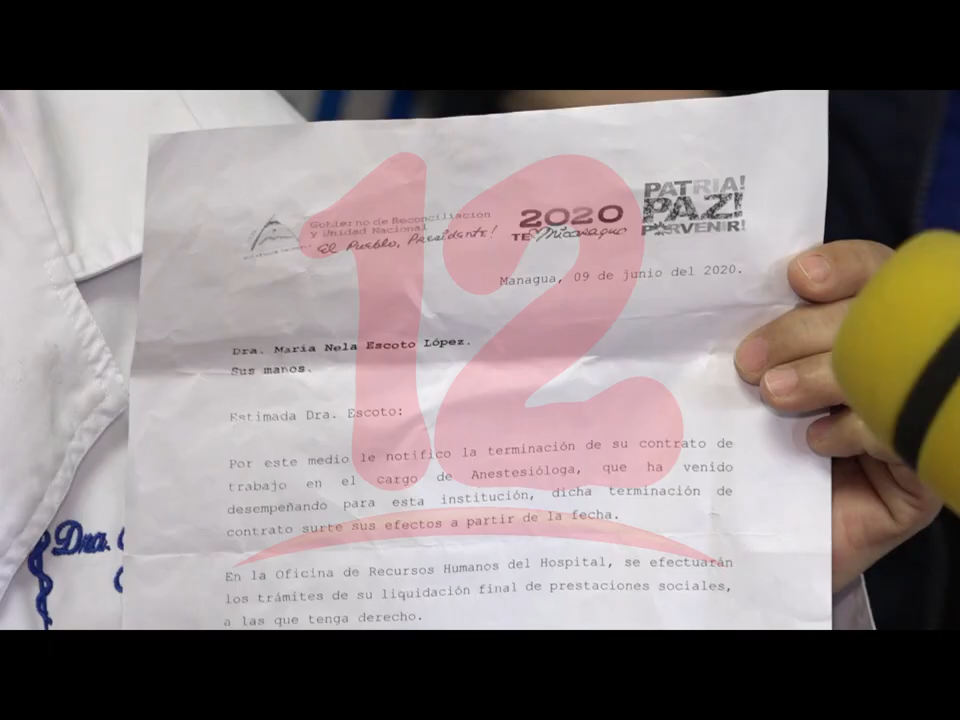 12
Gobierno de Reconciliación
y Unidad Nacional
El Pueblo, Presidente!
2020
TE Nicaragua
PATRIA!
PAZ!
PORVENIR!
Managua, 09 de junio del 2020.
Dra. María Nela Escoto López.
Sus manos.
Estimada Dra. Escoto:
Por este medio le notifico la terminación de su contrato de
trabajo en el cargo de Anestesióloga, que ha venido
desempeñando para esta institución, dicha terminación de
contrato surte sus efectos a partir de la fecha.
En la Oficina de Recursos Humanos del Hospital, se efectuarán
los trámites de su liquidación final de prestaciones sociales,
a las que tenga derecho.
Dra.